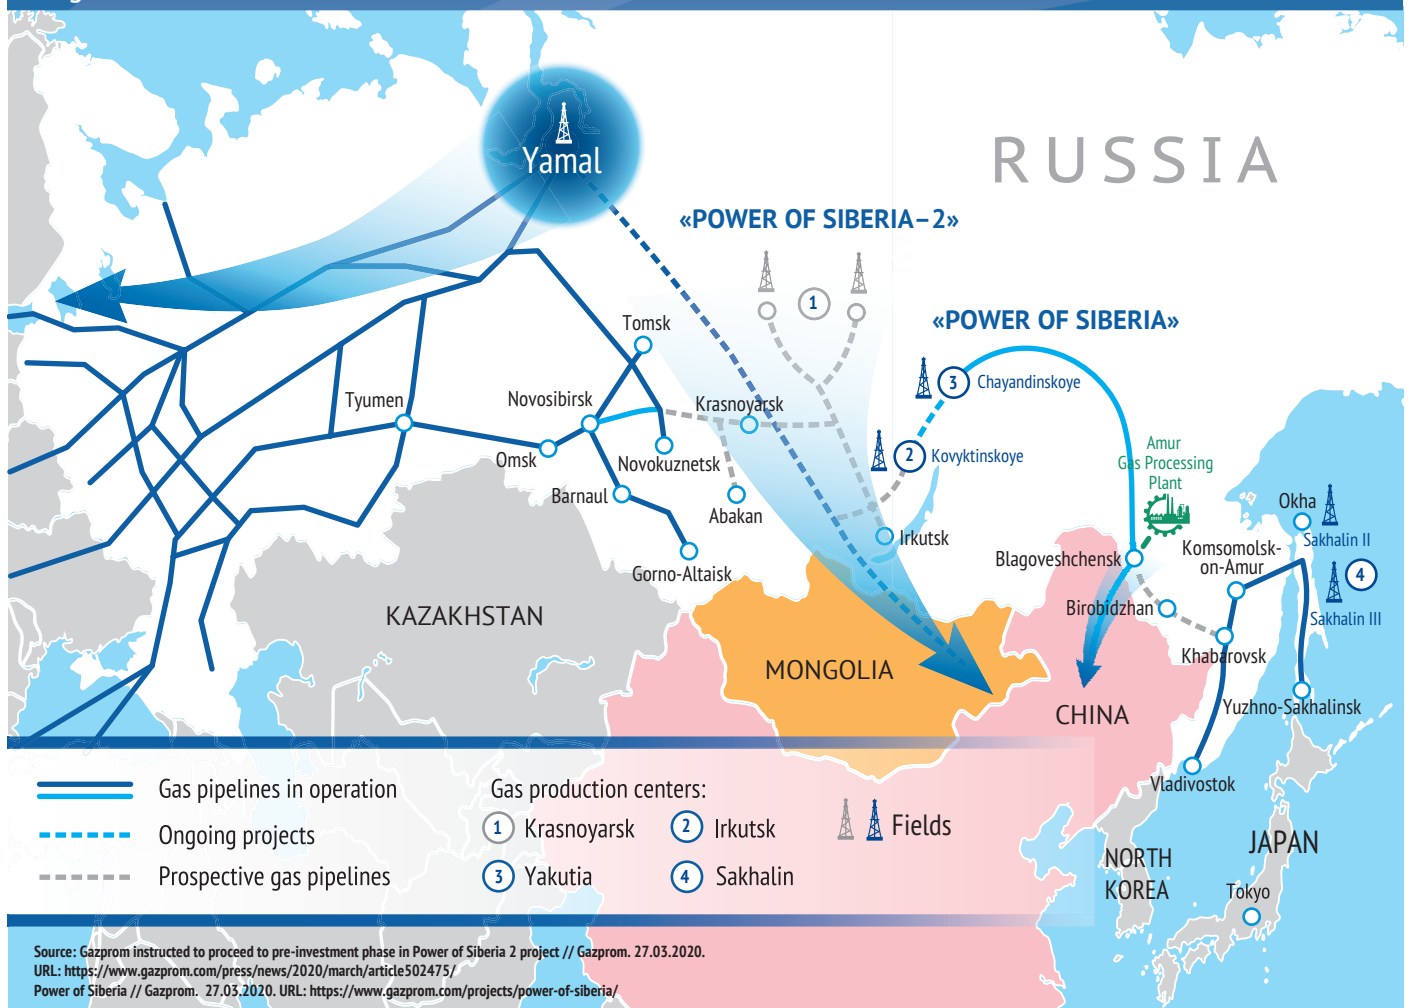 RUSSIA
Yamal
«POWER OF SIBERIA–2»
1
«POWER OF SIBERIA»
Tomsk
3
Chayandinskoye
Tyumen
Novosibirsk
Krasnoyarsk
Omsk
Novokuznetsk
2
Kovyktinskoye
Amur
Gas Processing
Plant
Barnaul
Abakan
Irkutsk
Okha
Sakhalin II
Gorno-Altaisk
Blagoveshchensk
Komsomolsk-
on-Amur
4
KAZAKHSTAN
Birobidzhan
Sakhalin III
MONGOLIA
Khabarovsk
CHINA
Yuzhno-Sakhalinsk
Vladivostok
NORTH
KOREA
JAPAN
Tokyo
Gas pipelines in operation
Ongoing projects
Prospective gas pipelines
Gas production centers:
1 Krasnoyarsk
2 Irkutsk
3 Yakutia
4 Sakhalin
Fields
Source: Gazprom instructed to proceed to pre-investment phase in Power of Siberia 2 project // Gazprom. 27.03.2020.
URL: https://www.gazprom.com/press/news/2020/march/article502475/
Power of Siberia // Gazprom. 27.03.2020. URL: https://www.gazprom.com/projects/power-of-siberia/